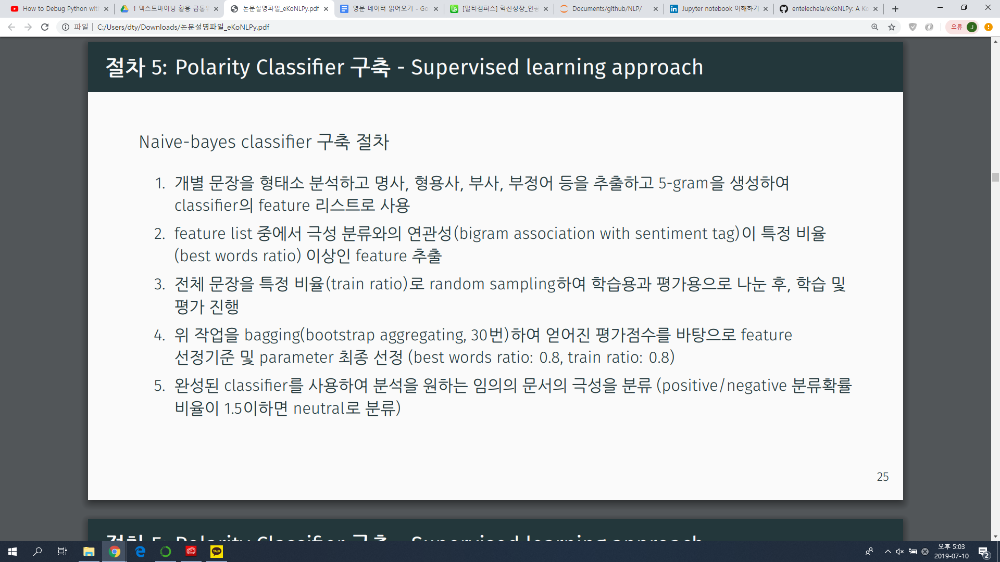 How to Debug Python wit
1 텍스트마이닝 활용 금통우
논문설명파일_eKoNLPy.pdf
영문 데이터 읽어오기 - Go
[멀티캠퍼스] 혁신성장_인공
Documents/github/NLP/
Jupyter notebook 이해하기
entelecheia/eKoNLPy: A Ko
파일 C:/Users/dty/Downloads/논문설명파일_eKoNLPy.pdf
오류 J
절차 5: Polarity Classifier 구축 - Supervised learning approach
Naive-bayes classifier 구축 절차
1. 개별 문장을 형태소 분석하고 명사, 형용사, 부사, 부정어 등을 추출하고 5-gram을 생성하여
classifier의 feature 리스트로 사용
2. feature list 중에서 극성 분류와의 연관성(bigram association with sentiment tag)이 특정 비율
(best words ratio) 이상인 feature 추출
3. 전체 문장을 특정 비율(train ratio)로 random sampling하여 학습용과 평가용으로 나눈 후, 학습 및
평가 진행
4. 위 작업을 bagging(bootstrap aggregating, 30번)하여 얻어진 평가점수를 바탕으로 feature
선정기준 및 parameter 최종 선정 (best words ratio: 0.8, train ratio: 0.8)
5. 완성된 classifier를 사용하여 분석을 원하는 임의의 문서의 극성을 분류 (positive/negative 분류확률
비율이 1.5이하면 neutral로 분류)
25
절차 5: Polarity Classifier 구축 - Supervised learning approach
TALK
오후 5:03
2019-07-10
2